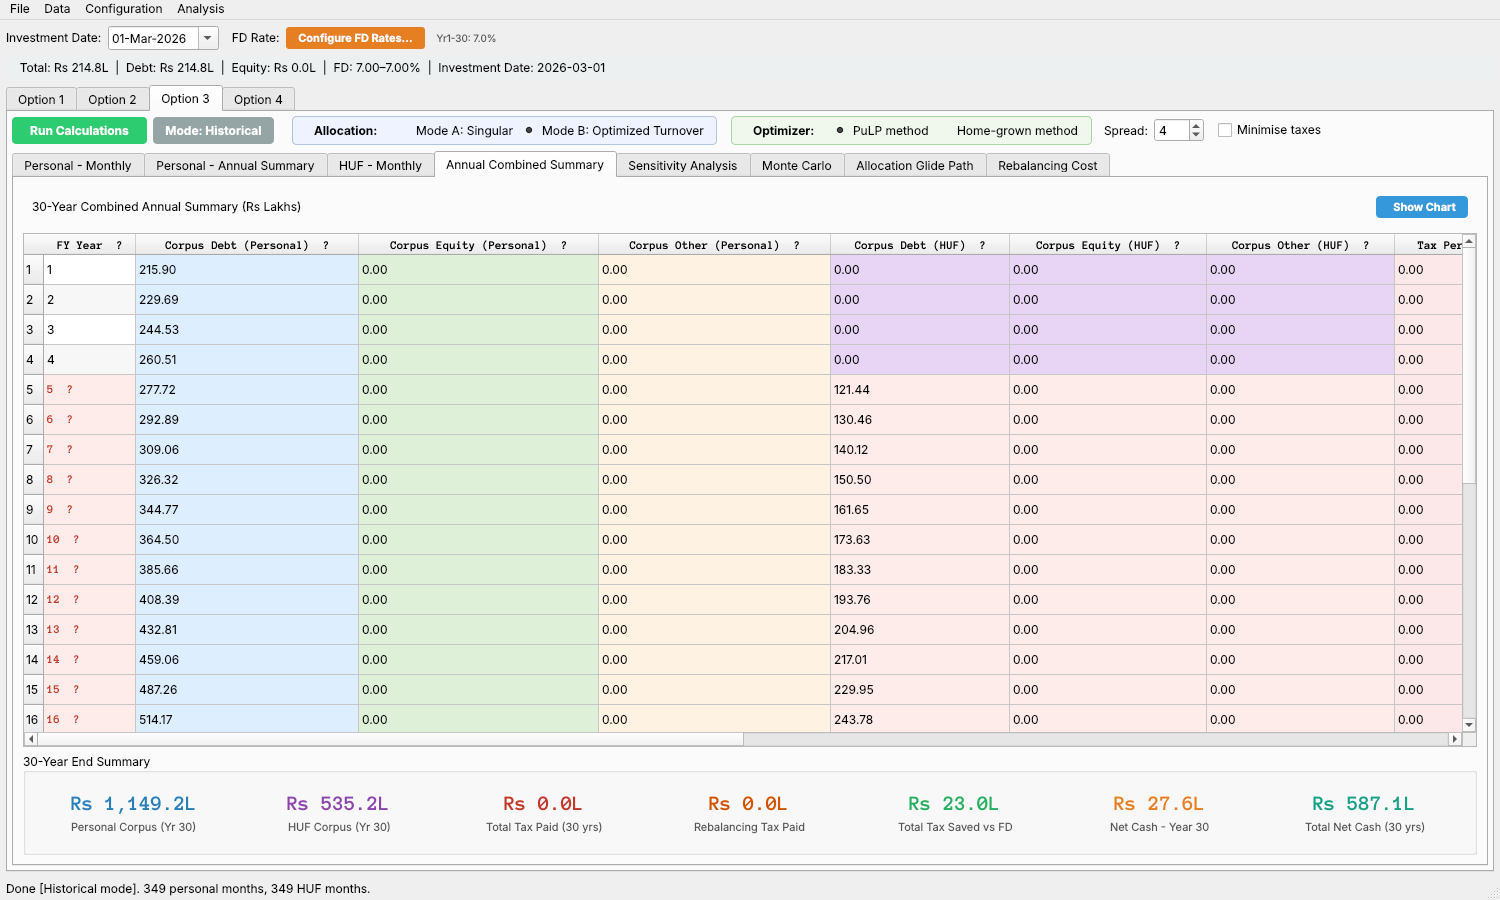 File Data Configuration Analysis
Investment Date: 01-Mar-2026 FD Rate: Configure FD Rates... Yr1-30: 7.0%
Total: Rs 214.8L | Debt: Rs 214.8L | Equity: Rs 0.0L | FD: 7.00–7.00% | Investment Date: 2026-03-01
Option 1 Option 2 Option 3 Option 4
Run Calculations Mode: Historical Allocation: Mode A: Singular Mode B: Optimized Turnover Optimizer: PuLP method Home-grown method Spread: 4 Minimise taxes
Personal - Monthly Personal - Annual Summary HUF - Monthly Annual Combined Summary Sensitivity Analysis Monte Carlo Allocation Glide Path Rebalancing Cost
30-Year Combined Annual Summary (Rs Lakhs) Show Chart
FY Year ? Corpus Debt (Personal) ? Corpus Equity (Personal) ? Corpus Other (Personal) ? Corpus Debt (HUF) ? Corpus Equity (HUF) ? Corpus Other (HUF) ? Tax Per
1 1 215.90 0.00 0.00 0.00 0.00 0.00 0.00
2 2 229.69 0.00 0.00 0.00 0.00 0.00 0.00
3 3 244.53 0.00 0.00 0.00 0.00 0.00 0.00
4 4 260.51 0.00 0.00 0.00 0.00 0.00 0.00
5 5 ? 277.72 0.00 0.00 121.44 0.00 0.00 0.00
6 6 ? 292.89 0.00 0.00 130.46 0.00 0.00 0.00
7 7 ? 309.06 0.00 0.00 140.12 0.00 0.00 0.00
8 8 ? 326.32 0.00 0.00 150.50 0.00 0.00 0.00
9 9 ? 344.77 0.00 0.00 161.65 0.00 0.00 0.00
10 10 ? 364.50 0.00 0.00 173.63 0.00 0.00 0.00
11 11 ? 385.66 0.00 0.00 183.33 0.00 0.00 0.00
12 12 ? 408.39 0.00 0.00 193.76 0.00 0.00 0.00
13 13 ? 432.81 0.00 0.00 204.96 0.00 0.00 0.00
14 14 ? 459.06 0.00 0.00 217.01 0.00 0.00 0.00
15 15 ? 487.26 0.00 0.00 229.95 0.00 0.00 0.00
16 16 ? 514.17 0.00 0.00 243.78 0.00 0.00 0.00
30-Year End Summary
Rs 1,149.2L Rs 535.2L Rs 0.0L Rs 0.0L Rs 23.0L Rs 27.6L Rs 587.1L
Personal Corpus (Yr 30) HUF Corpus (Yr 30) Total Tax Paid (30 yrs) Rebalancing Tax Paid Total Tax Saved vs FD Net Cash - Year 30 Total Net Cash (30 yrs)
Done [Historical mode]. 349 personal months, 349 HUF months.